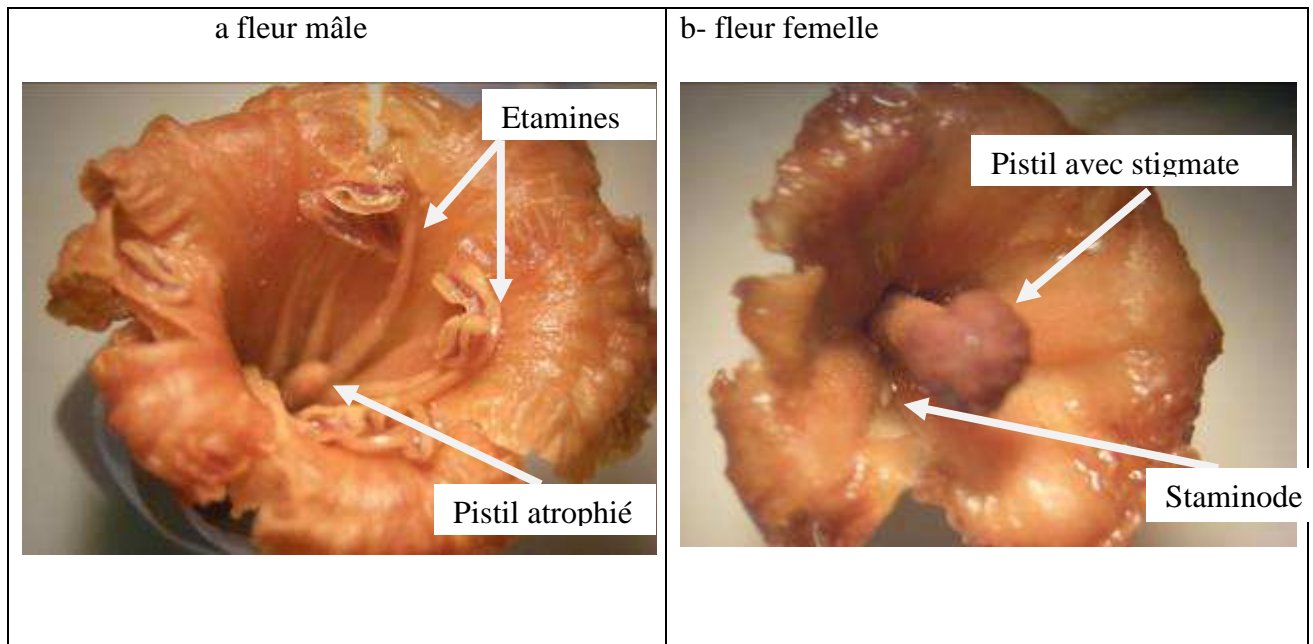 a fleur mâle
b- fleur femelle
Etamines
Pistil atrophié
Pistil avec stigmate
Staminode